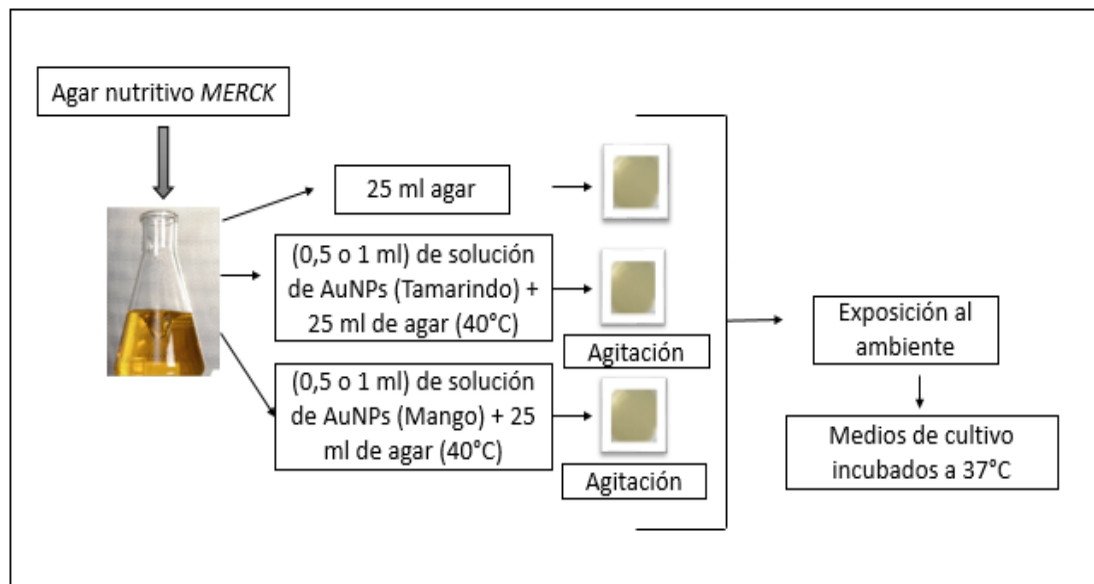 Agar nutritivo MERCK
25 ml agar
(0,5 o 1 ml) de solución
de AuNPs (Tamarindo) +
25 ml de agar (40°C)
Agitación
(0,5 o 1 ml) de solución
de AuNPs (Mango) + 25
ml de agar (40°C)
Agitación
Exposición al
ambiente
Medios de cultivo
incubados a 37°C